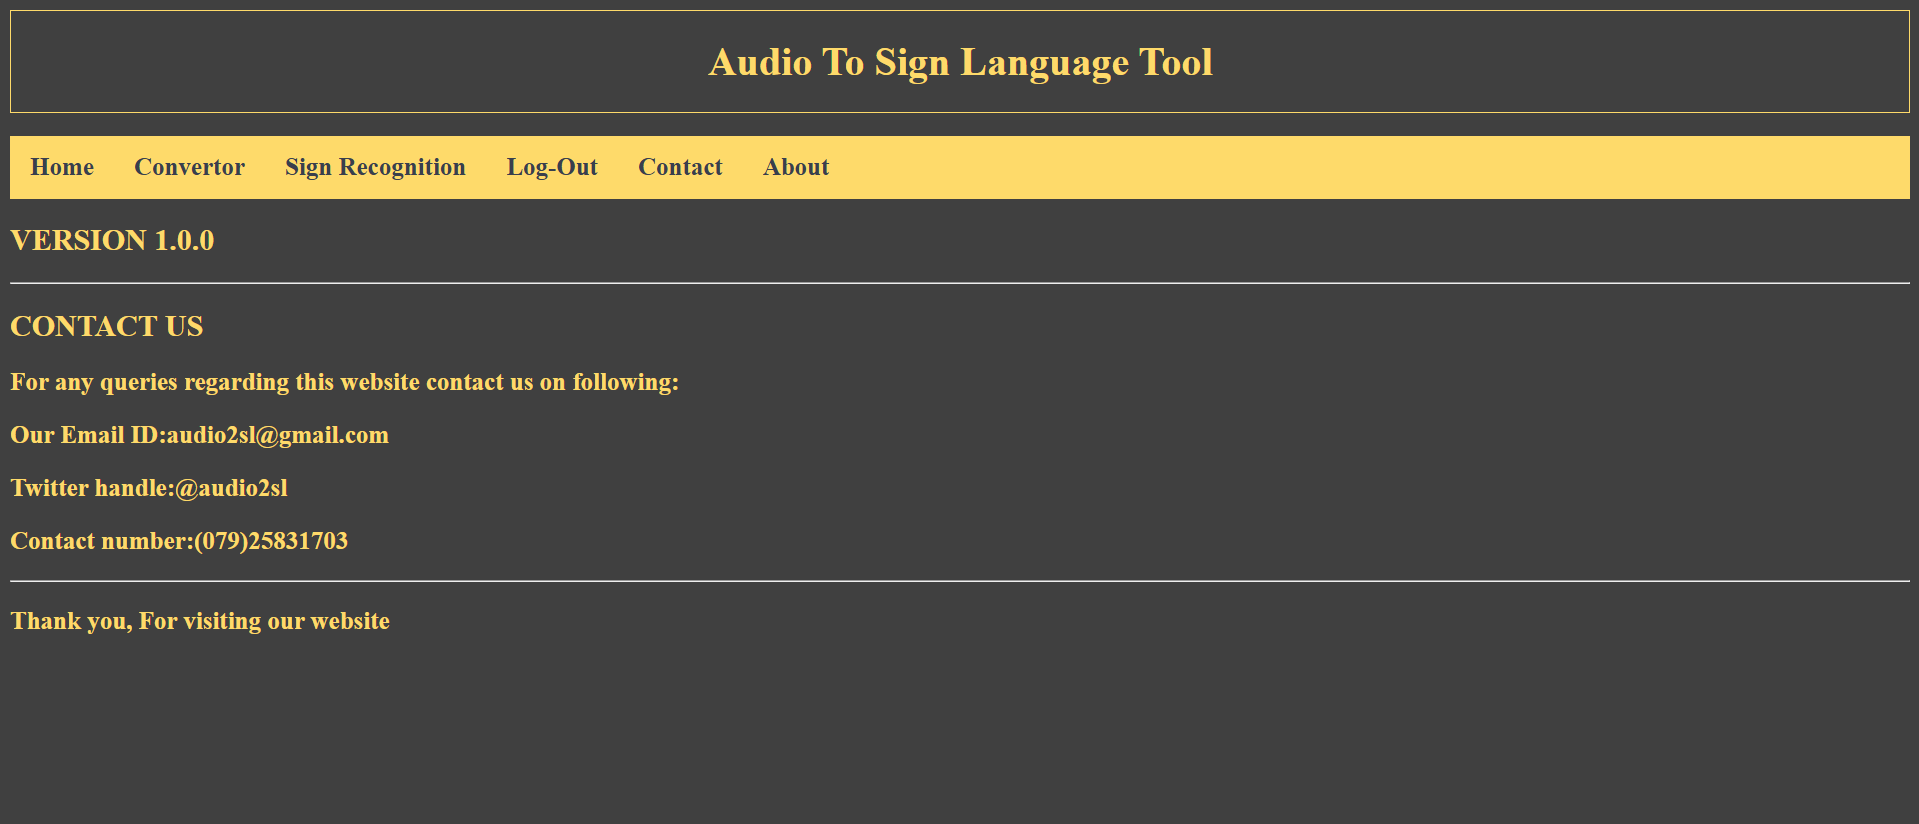 Audio To Sign Language Tool
Home Convertor Sign Recognition Log-Out Contact About
VERSION 1.0.0
CONTACT US
For any queries regarding this website contact us on following:
Our Email ID:audio2sl@gmail.com
Twitter handle:@audio2sl
Contact number:(079)25831703
Thank you, For visiting our website